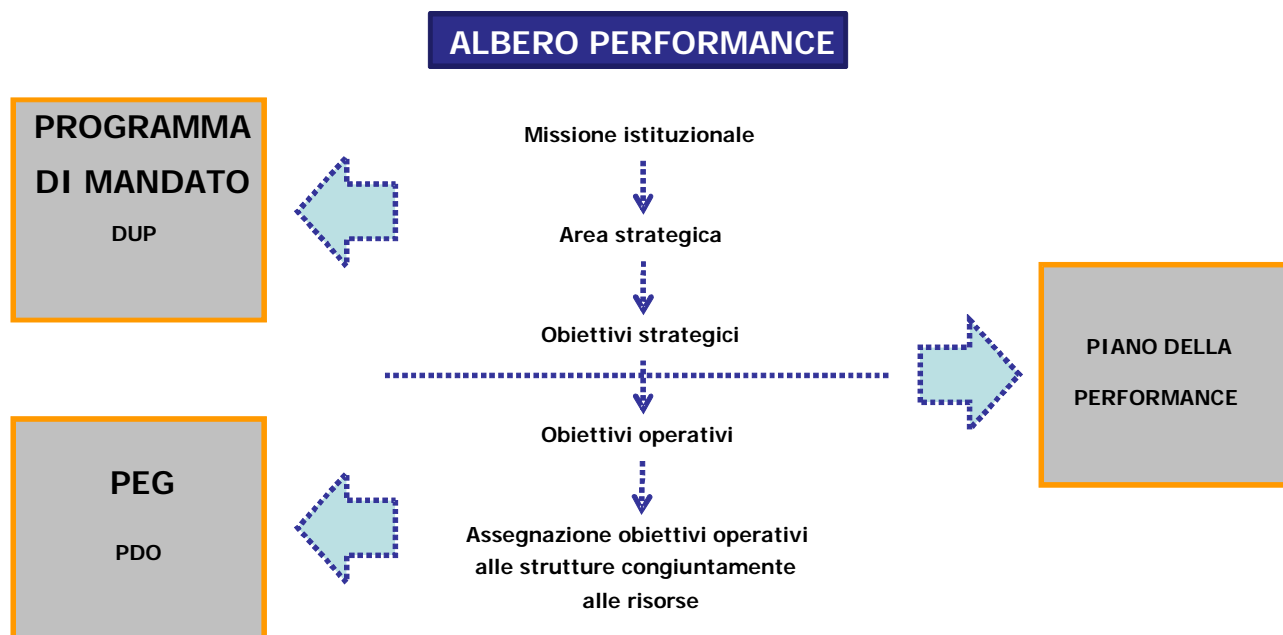 ALBERO PERFORMANCE
PROGRAMMA
DI MANDATO
DUP
Missione istituzionale
Area strategica
Obiettivi strategici
PIANO DELLA
PERFORMANCE
Obiettivi operativi
PEG
PDO
Assegnazione obiettivi operativi
alle strutture congiuntamente
alle risorse